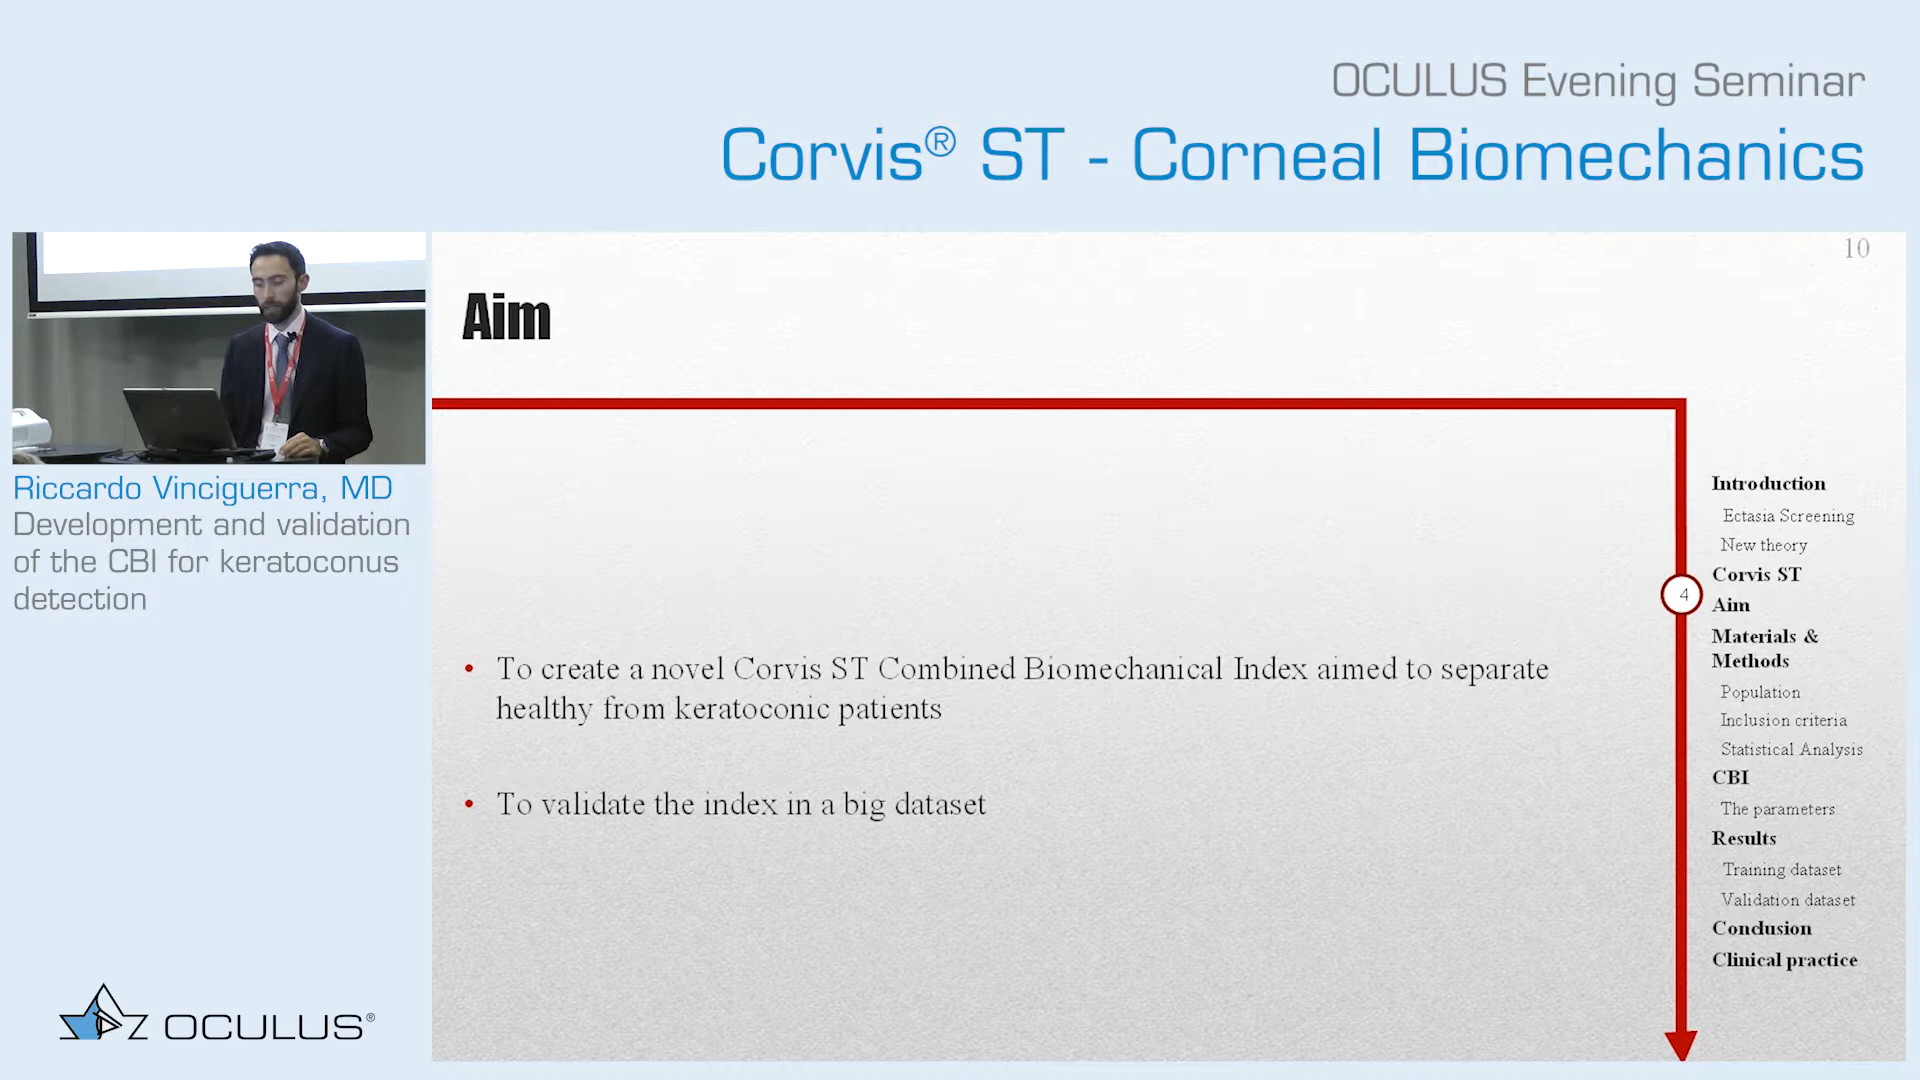 OCULUS Evening Seminar
Corvis® ST - Corneal Biomechanics
Riccardo Vinciguerra, MD
Development and validation
of the CBI for keratoconus
detection
OCULUS®
10
Aim
• To create a novel Corvis ST Combined Biomechanical Index aimed to separate
healthy from keratoconic patients
• To validate the index in a big dataset
4
Introduction
Ectasia Screening
New theory
Corvis ST
Aim
Materials &
Methods
Population
Inclusion criteria
Statistical Analysis
CBI
The parameters
Results
Training dataset
Validation dataset
Conclusion
Clinical practice